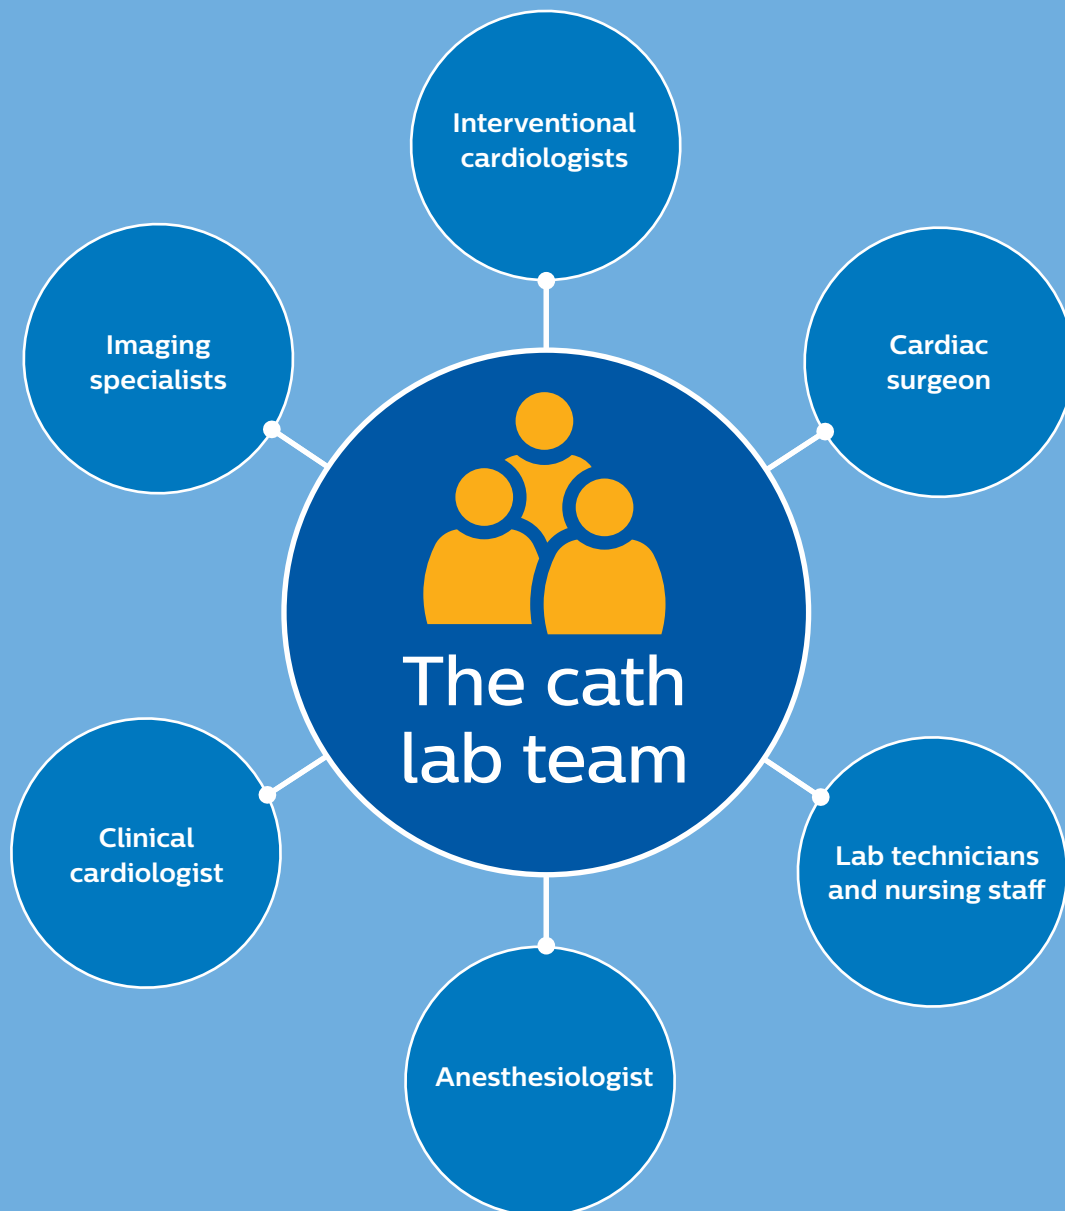 Interventional
cardiologists
Imaging
specialists
Cardiac
surgeon
The cath
lab team
Clinical
cardiologist
Lab technicians
and nursing staff
Anesthesiologist